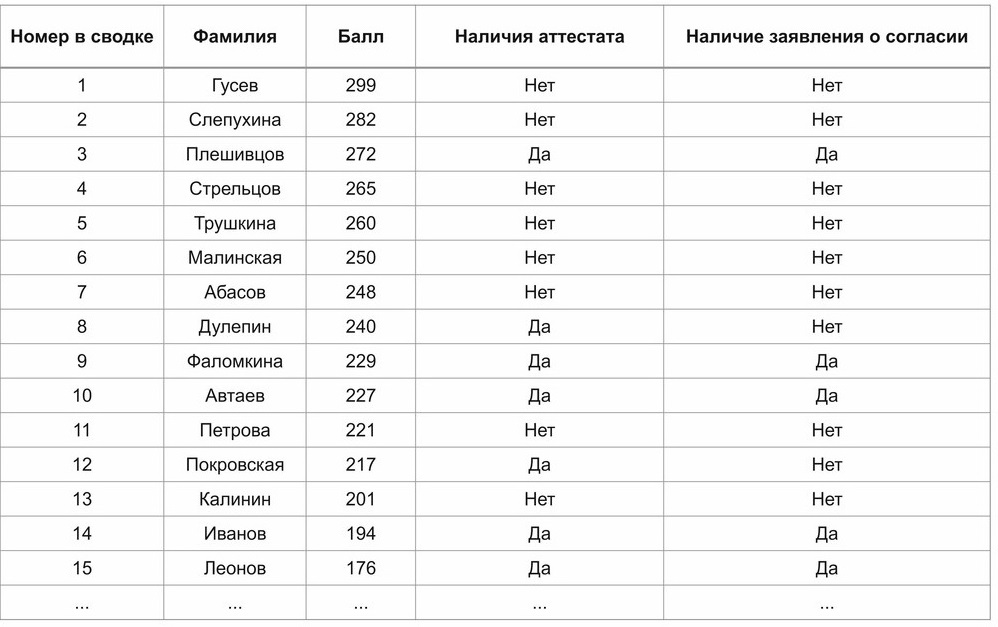 Номер в сводке Фамилия Балл Наличия аттестата Наличие заявления о согласии
1 Гусев 299 Нет Нет
2 Слепухина 282 Нет Нет
3 Плешивцов 272 Да Да
4 Стрельцов 265 Нет Нет
5 Трушкина 260 Нет Нет
6 Малинская 250 Нет Нет
7 Абасов 248 Нет Нет
8 Дулепин 240 Да Нет
9 Фаломкина 229 Да Да
10 Автаев 227 Да Да
11 Петрова 221 Нет Нет
12 Покровская 217 Да Нет
13 Калинин 201 Нет Нет
14 Иванов 194 Да Да
15 Леонов 176 Да Да
... ... ... ... ...